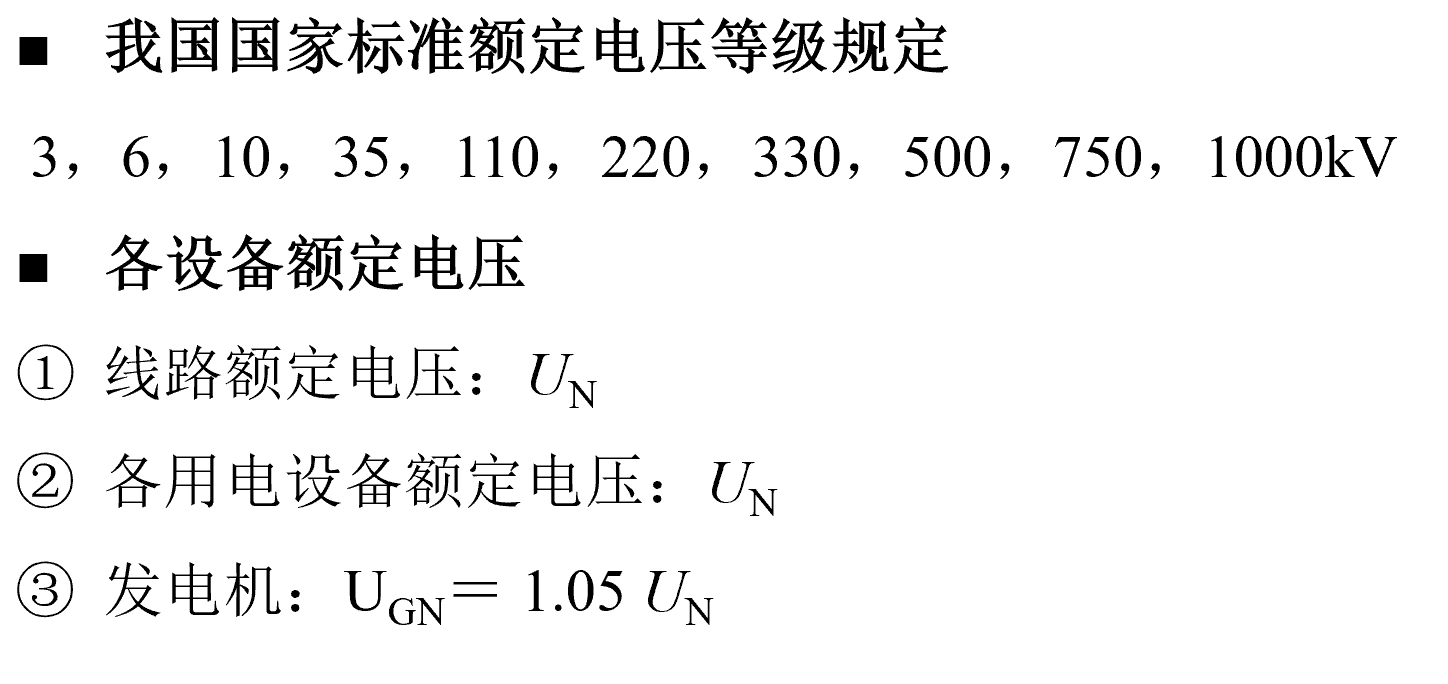 ■ 我国国家标准额定电压等级规定
3，6，10，35，110，220，330，500，750，1000kV
■ 各设备额定电压
① 线路额定电压：U_N
② 各用电设备额定电压：U_N
③ 发电机：U_GN＝ 1.05 U_N